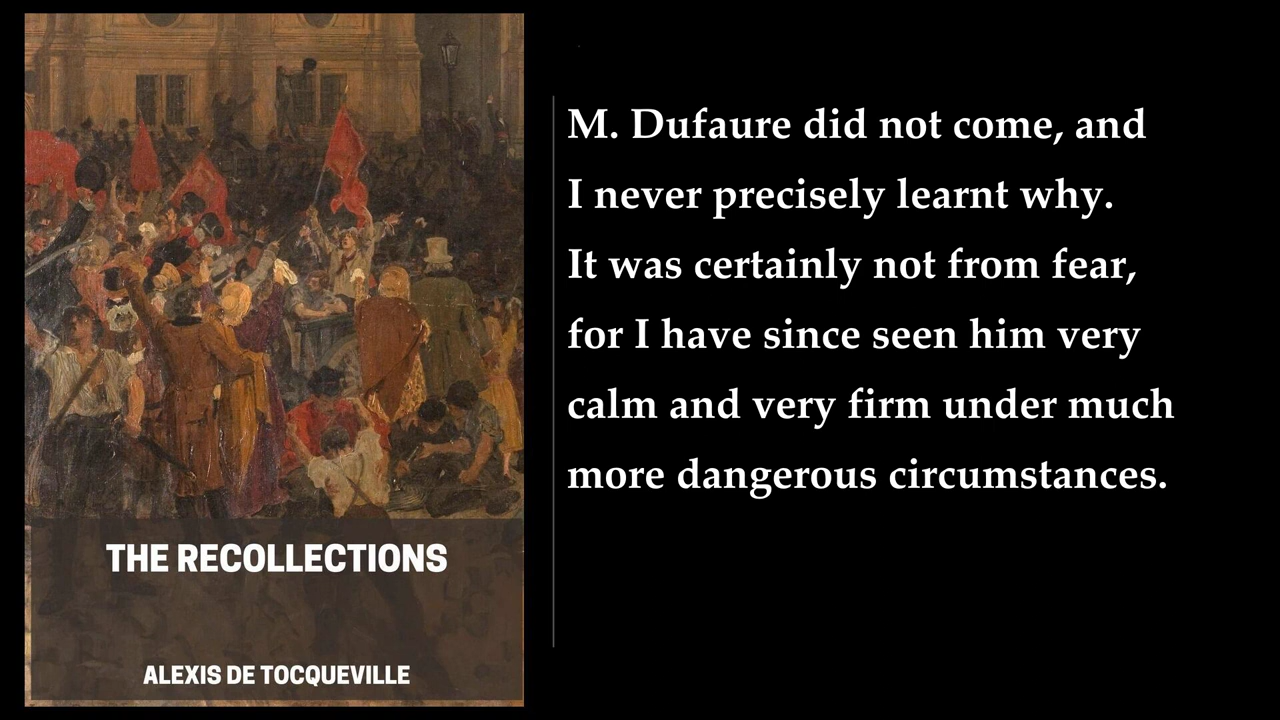 THE RECOLLECTIONS
ALEXIS DE TOCQUEVILLE
M. Dufaure did not come, and
I never precisely learnt why.
It was certainly not from fear,
for I have since seen him very
calm and very firm under much
more dangerous circumstances.